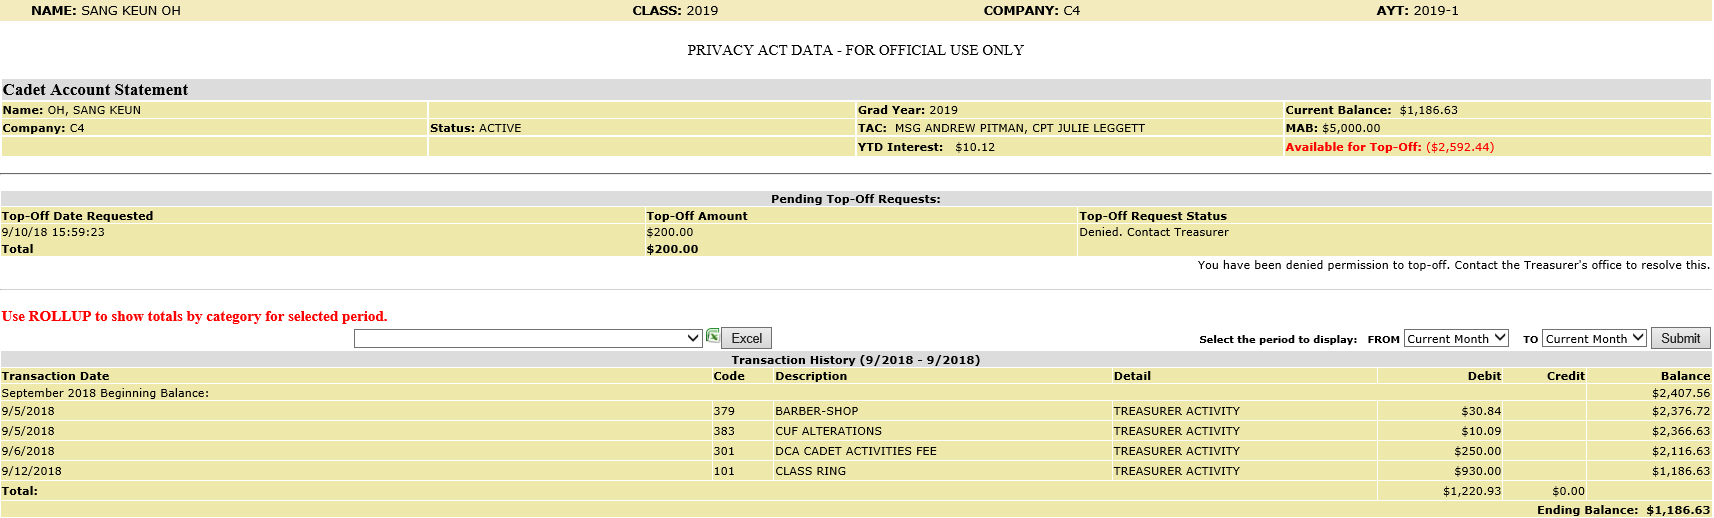 NAME: SANG KEUN OH CLASS: 2019 COMPANY: C4 AYT: 2019-1
PRIVACY ACT DATA - FOR OFFICIAL USE ONLY
Cadet Account Statement
Name: OH, SANG KEUN Grad Year: 2019 Current Balance: $1,186.63
Company: C4 Status: ACTIVE TAC: MSG ANDREW PITMAN, CPT JULIE LEGGETT MAB: $5,000.00
YTD Interest: $10.12 Available for Top-Off: ($2,592.44)
Pending Top-Off Requests:
Top-Off Date Requested Top-Off Amount Top-Off Request Status
9/10/18 15:59:23 $200.00 Denied. Contact Treasurer
Total $200.00
You have been denied permission to top-off. Contact the Treasurer's office to resolve this.
Use ROLLUP to show totals by category for selected period.
Excel Select the period to display: FROM Current Month TO Current Month Submit
Transaction History (9/2018 - 9/2018)
Transaction Date Code Description Detail Debit Credit Balance
September 2018 Beginning Balance: $2,407.56
9/5/2018 379 BARBER-SHOP TREASURER ACTIVITY $30.84 $2,376.72
9/5/2018 383 CUF ALTERATIONS TREASURER ACTIVITY $10.09 $2,366.63
9/6/2018 301 DCA CADET ACTIVITIES FEE TREASURER ACTIVITY $250.00 $2,116.63
9/12/2018 101 CLASS RING TREASURER ACTIVITY $930.00 $1,186.63
Total: $1,220.93 $0.00
Ending Balance: $1,186.63